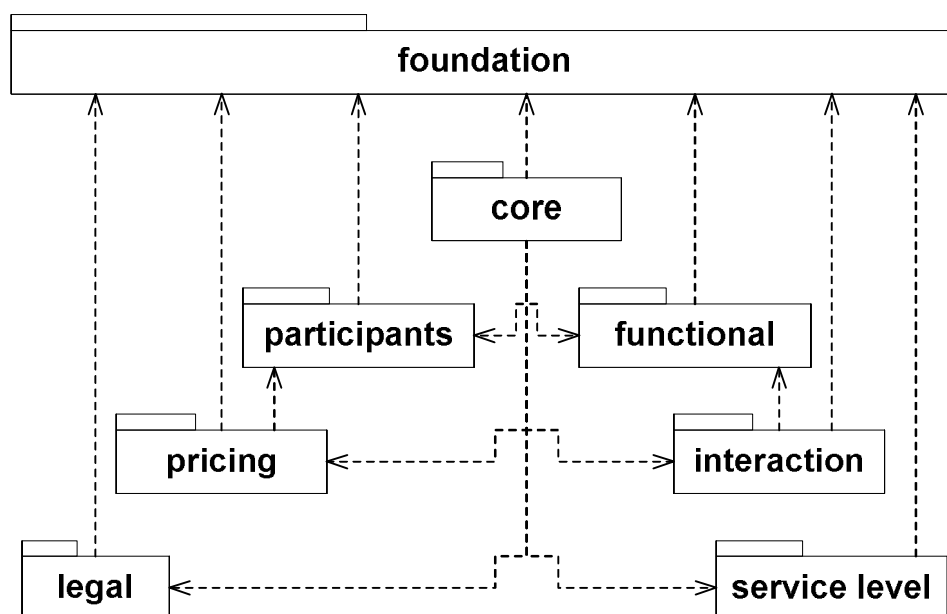 foundation
core
participants
functional
pricing
interaction
legal
service level